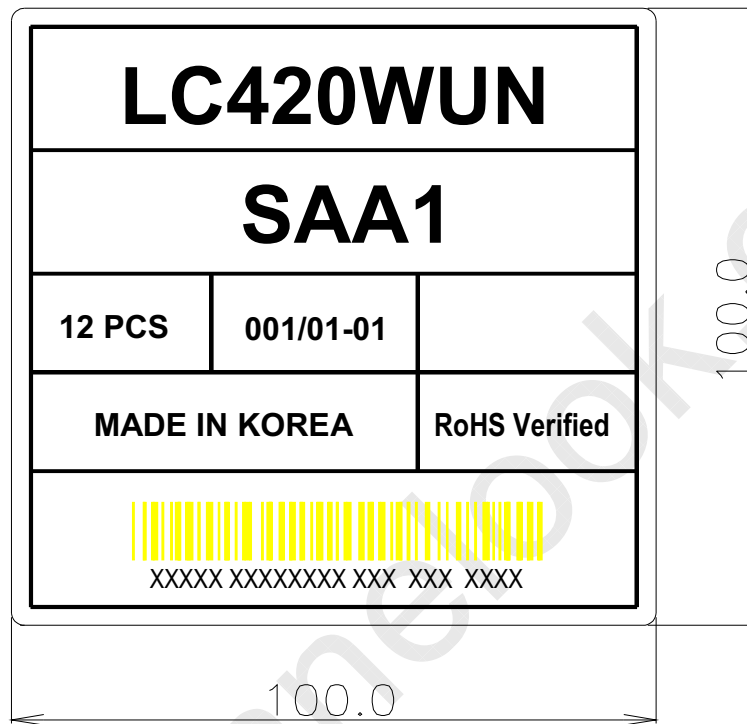 LC420WUN
SAA1
12 PCS 001/01-01
MADE IN KOREA RoHS Verified
XXXXX XXXXXXXX XXX XXX XXXX
100.0
100.0